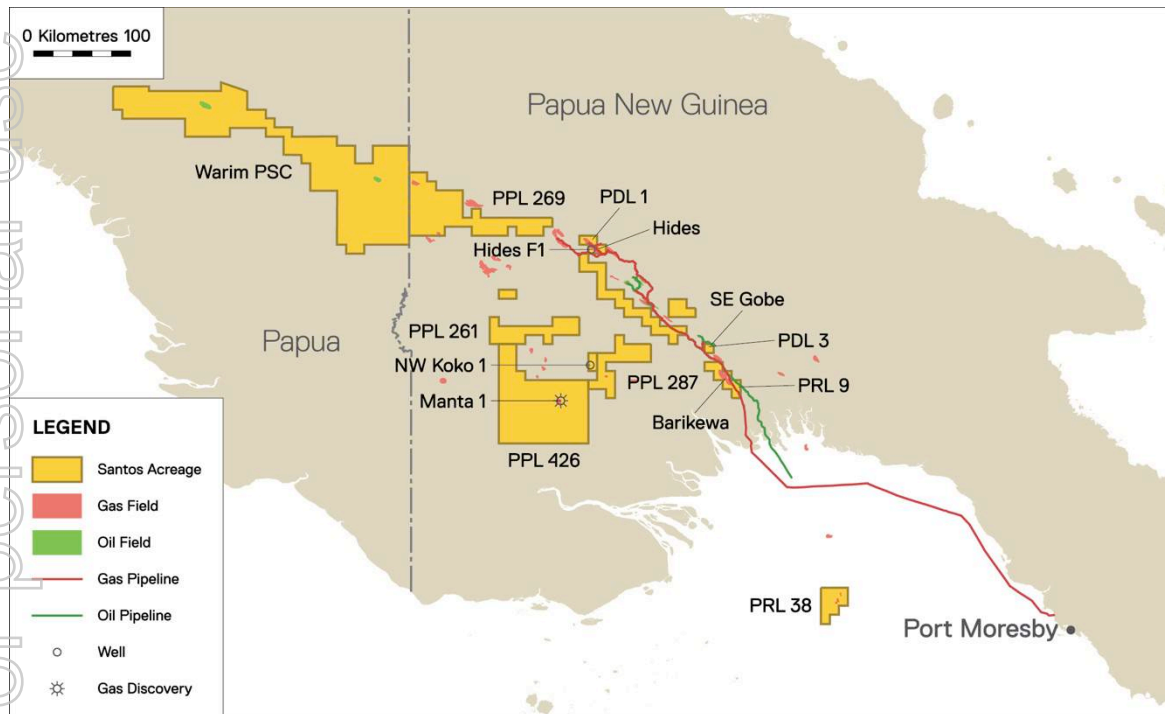 0 Kilometres 100
Papua New Guinea
Warim PSC
PPL 269
PDL 1
Hides
Hides F1
SE Gobe
PPL 261
Papua
PDL 3
NW Koko 1
PPL 287
PRL 9
Manta 1
Barikewa
PPL 426
LEGEND
Santos Acreage
Gas Field
Oil Field
Gas Pipeline
Oil Pipeline
Well
Gas Discovery
PRL 38
Port Moresby
personal use